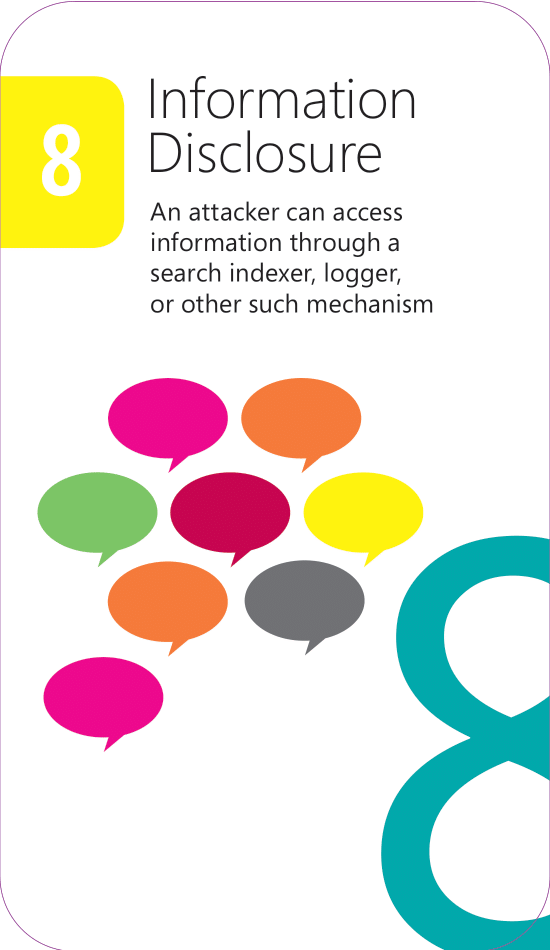 8
Information
Disclosure
An attacker can access
information through a
search indexer, logger,
or other such mechanism
8